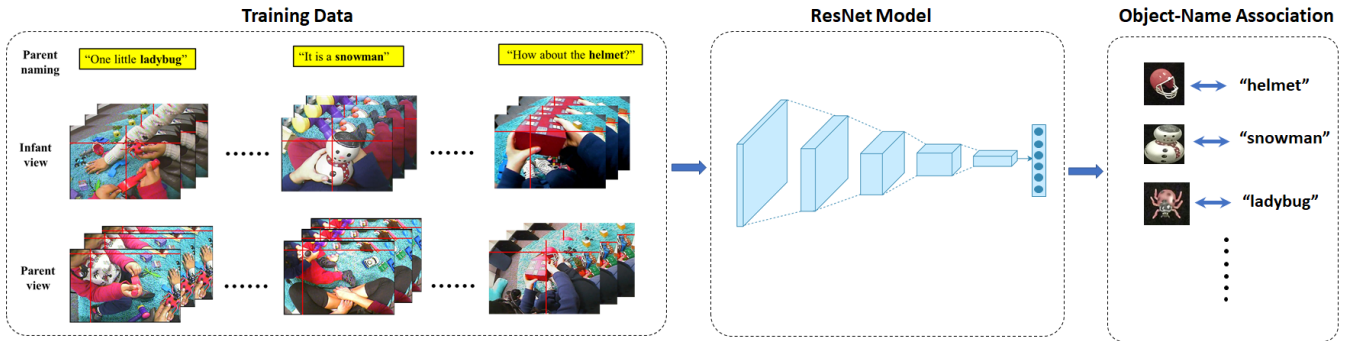 Training Data
ResNet Model
Object-Name Association
Parent
naming
“One little ladybug”
“It is a snowman”
“How about the helmet?”
Infant
view
Parent
view
“helmet”
“snowman”
“ladybug”